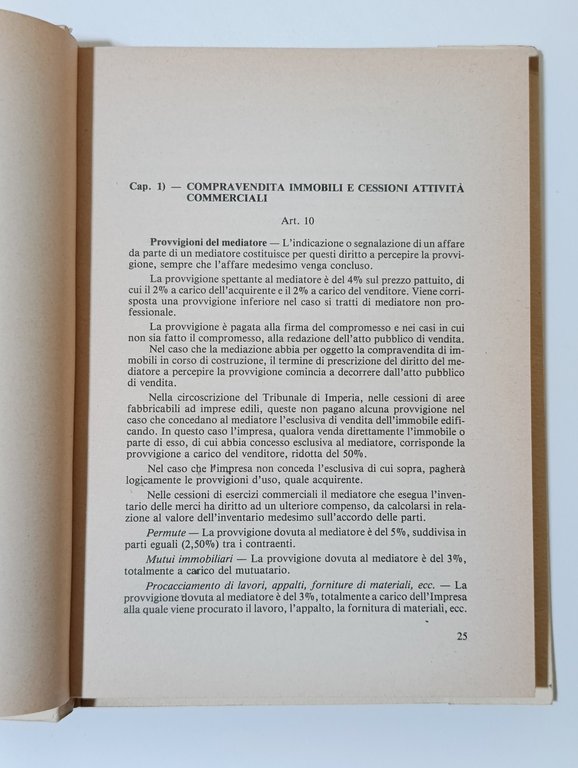 Cap. 1) — COMPRAVENDITA IMMOBILI E CESSIONI ATTIVITÀ
COMMERCIALI
Art. 10
Provvigioni del mediatore — L'indicazione o segnalazione di un affare
da parte di un mediatore costituisce per questi diritto a percepire la provvi-
gione, sempre che l'affare medesimo venga concluso.
La provvigione spettante al mediatore è del 4% sul prezzo pattuito, di
cui il 2% a carico dell'acquirente e il 2% a carico del venditore. Viene corri-
sposta una provvigione inferiore nel caso si tratti di mediatore non pro-
fessionale.
La provvigione è pagata alla firma del compromesso e nei casi in cui
non sia fatto il compromesso, alla redazione dell'atto pubblico di vendita.
Nel caso che la mediazione abbia per oggetto la compravendita di im-
mobili in corso di costruzione, il termine di prescrizione del diritto del me-
diatore a percepire la provvigione comincia a decorrere dall'atto pubblico
di vendita.
Nella circoscrizione del Tribunale di Imperia, nelle cessioni di aree
fabbricabili ad imprese edili, queste non pagano alcuna provvigione nel
caso che concedano al mediatore l'esclusiva di vendita dell'immobile edifi-
cando. In questo caso l'impresa, qualora venda direttamente l'immobile o
parte di esso, di cui abbia concesso esclusiva al mediatore, corrisponde la
provvigione a carico del venditore, ridotta del 50%.
Nel caso che l'impresa non conceda l'esclusiva di cui sopra, pagherà
logicamente le provvigioni d'uso, quale acquirente.
Nelle cessioni di esercizi commerciali il mediatore che esegua l'inven-
tario delle merci ha diritto ad un ulteriore compenso, da calcolarsi in rela-
zione al valore dell'inventario medesimo sull'accordo delle parti.
Permute — La provvigione dovuta al mediatore è del 5%, suddivisa in
parti eguali (2,50%) tra i contraenti.
Mutui immobiliari — La provvigione dovuta al mediatore è del 3%,
totalmente a carico del mutuatario.
Procacciamento di lavori, appalti, forniture di materiali, ecc. — La
provvigione dovuta al mediatore è del 3%, totalmente a carico dell'Impresa
alla quale viene procurato il lavoro, l'appalto, la fornitura di materiali, ecc.
25